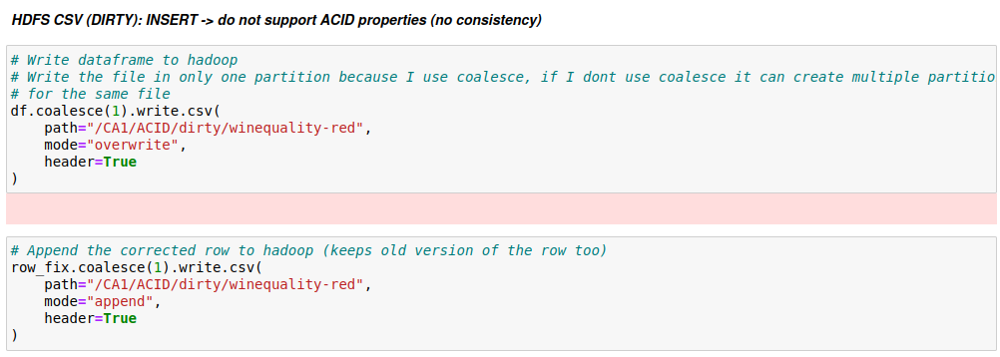 HDFS CSV (DIRTY): INSERT -> do not support ACID properties (no consistency)
# Write dataframe to hadoop
# Write the file in only one partition because I use coalesce, if I dont use coalesce it can create multiple partitio
# for the same file
df.coalesce(1).write.csv(
    path="/CA1/ACID/dirty/winequality-red",
    mode="overwrite",
    header=True
)
# Append the corrected row to hadoop (keeps old version of the row too)
row_fix.coalesce(1).write.csv(
    path="/CA1/ACID/dirty/winequality-red",
    mode="append",
    header=True
)